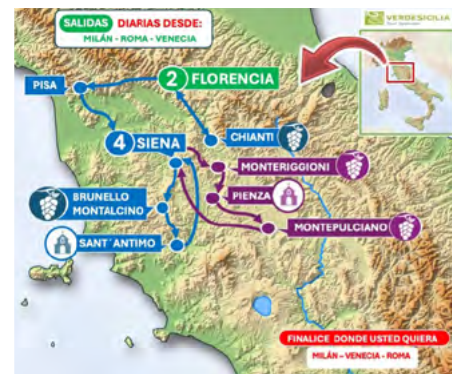 SALIDAS DIARIAS DESDE:
MILÁN - ROMA - VENECIA
VERDESICILIA
PISA
2 FLORENCIA
4 SIENA
CHIANTI
MONTERIGGIONI
BRUNELLO
MONTALCINO
PIENZA
SANT´ANTIMO
MONTEPULCIANO
FINALICE DONDE USTED QUIERA
MILÁN – VENECIA - ROMA